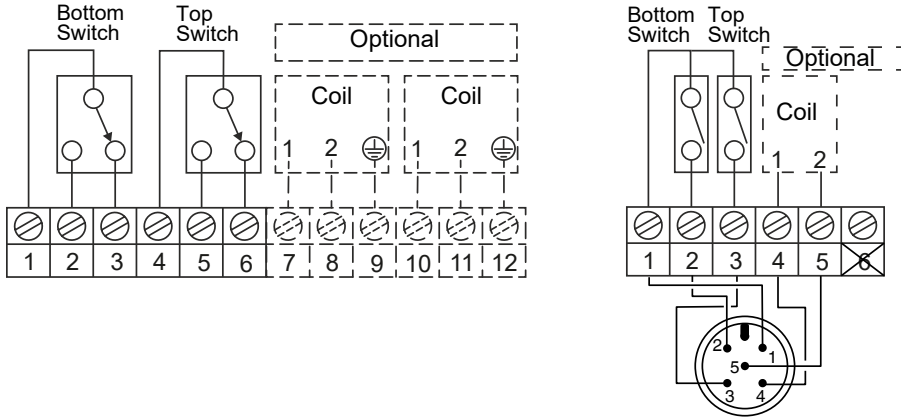 Bottom Switch
Top Switch
Optional
Coil
Coil
1 2
1 2
1 2 3 4 5 6 7 8 9 10 11 12
Bottom Switch
Top Switch
Optional
Coil
1 2
1 2 3 4 5 6
2 1
5
3 4